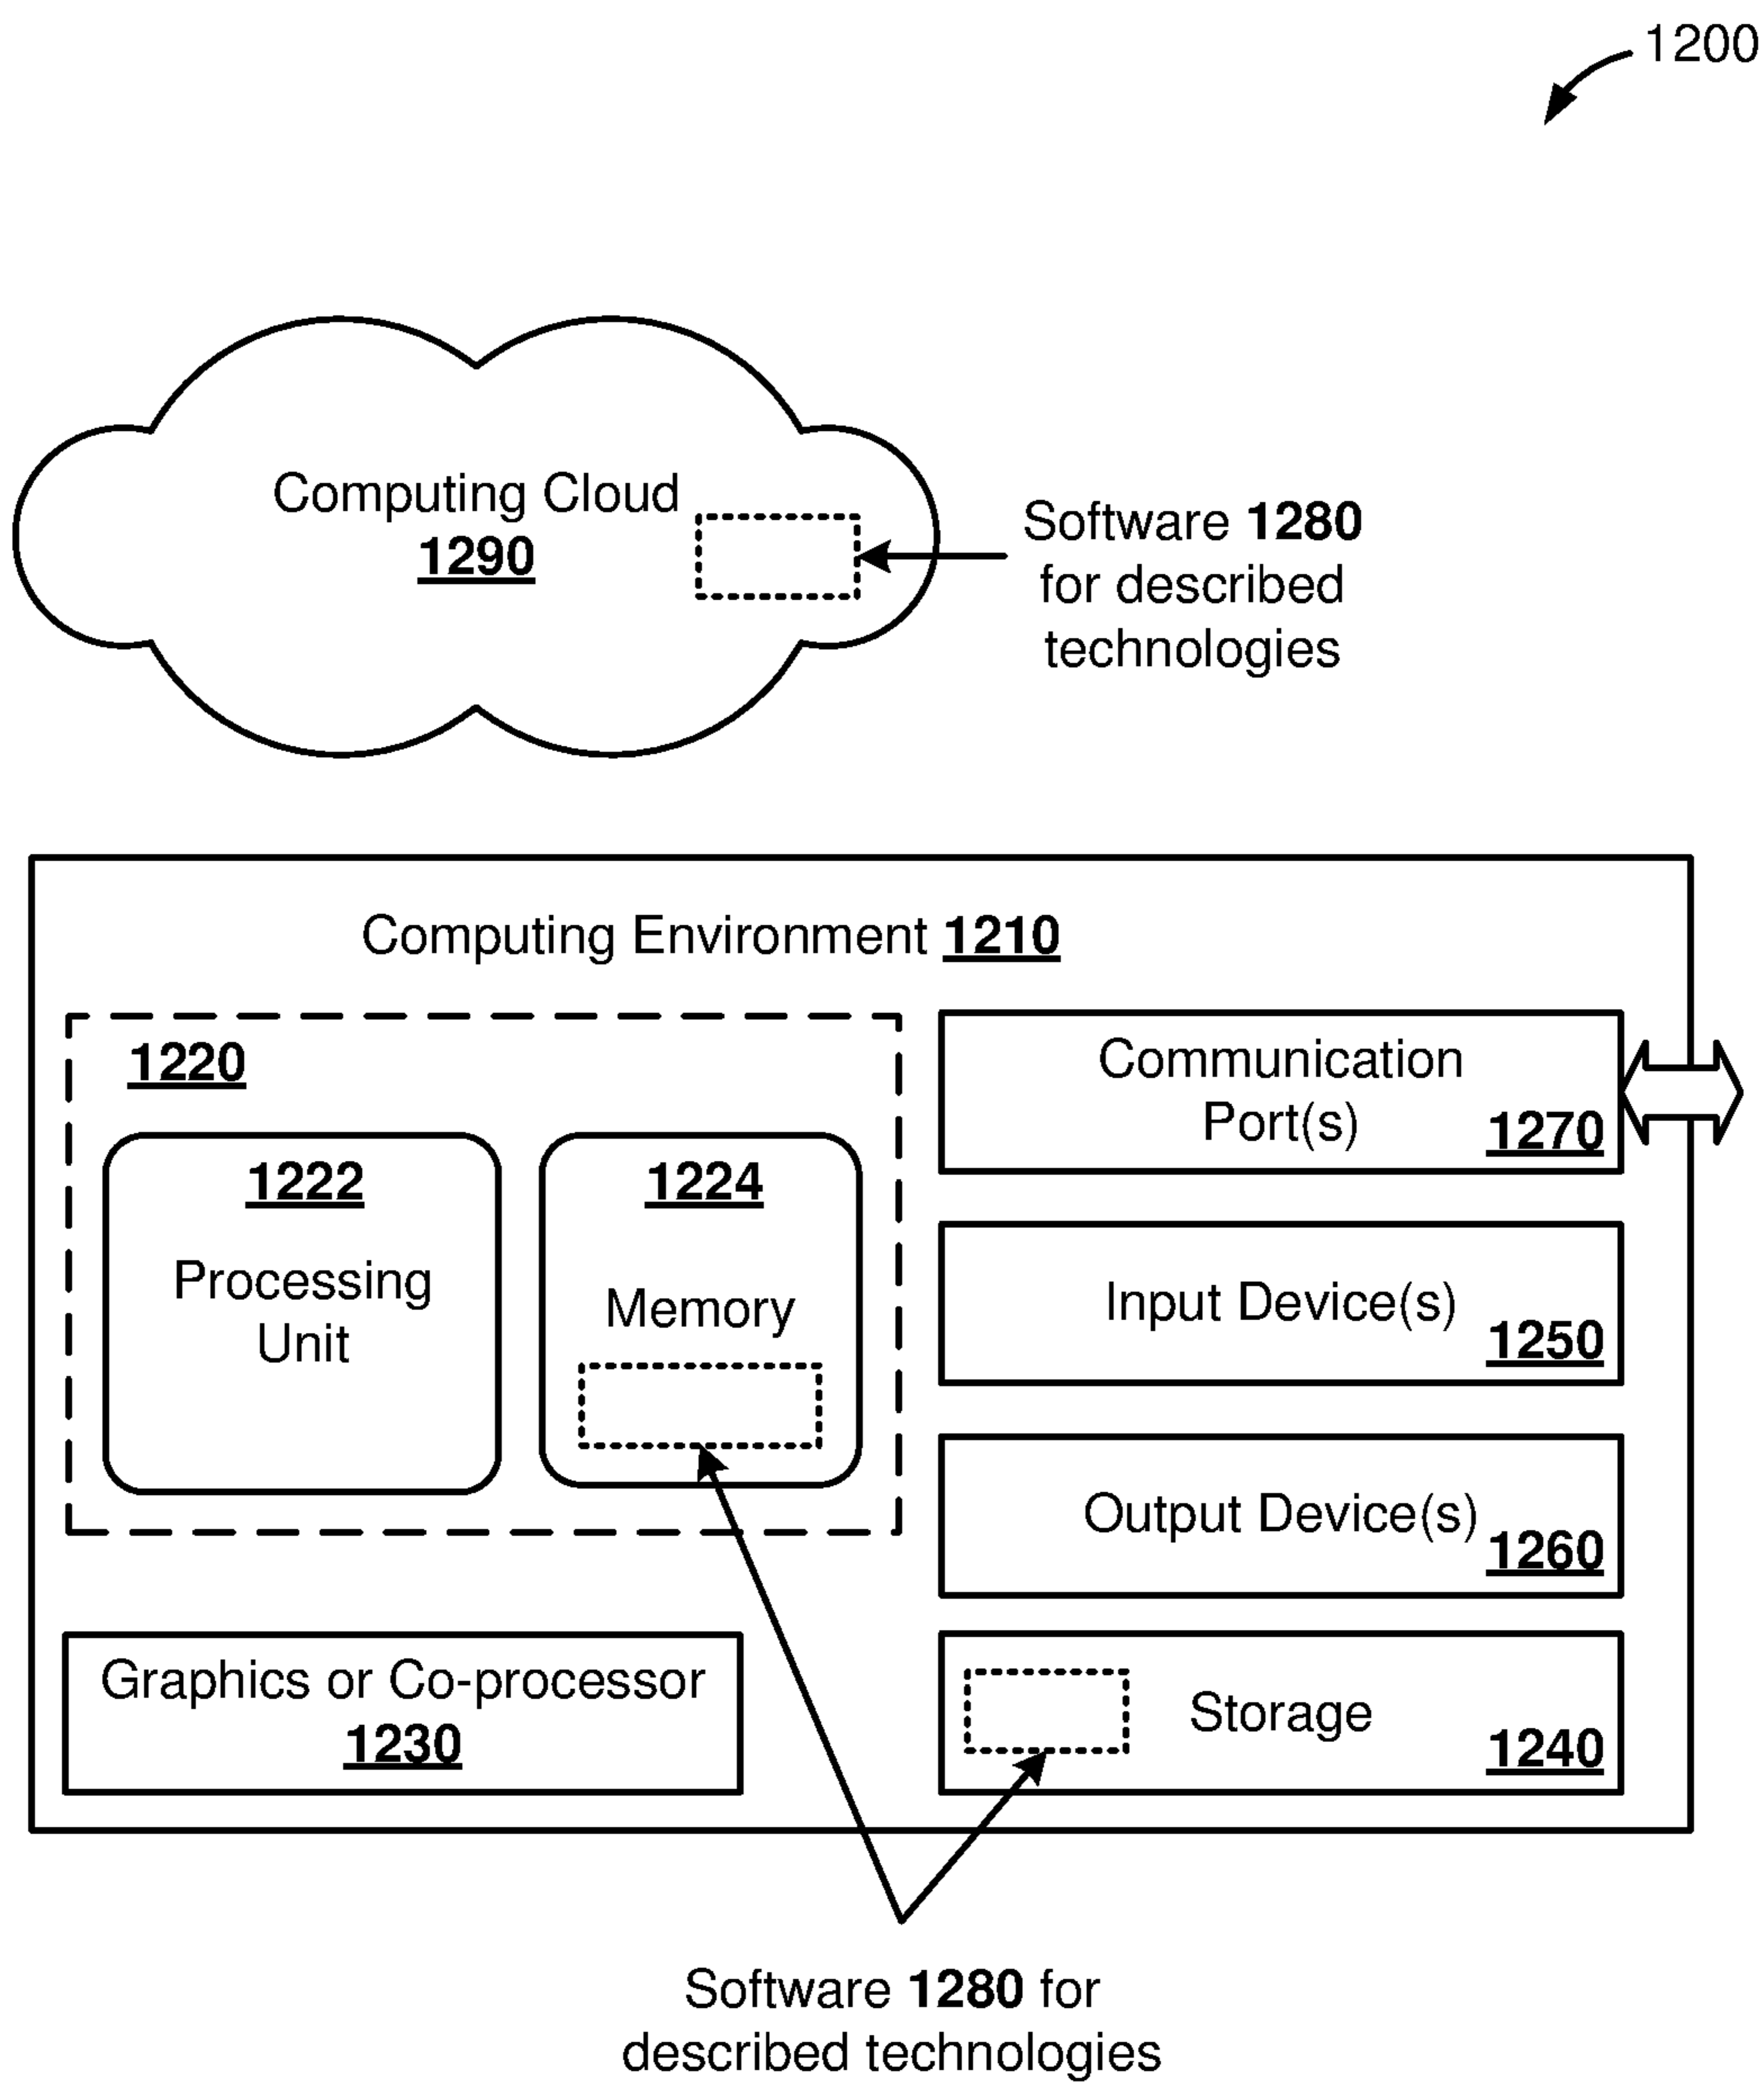 1200
Computing Cloud
1290
Software 1280
for described
technologies
Computing Environment 1210
1220
1222
Processing
Unit
1224
Memory
Communication
Port(s)
1270
Input Device(s)
1250
Output Device(s)
1260
Graphics or Co-processor
1230
Storage
1240
Software 1280 for
described technologies